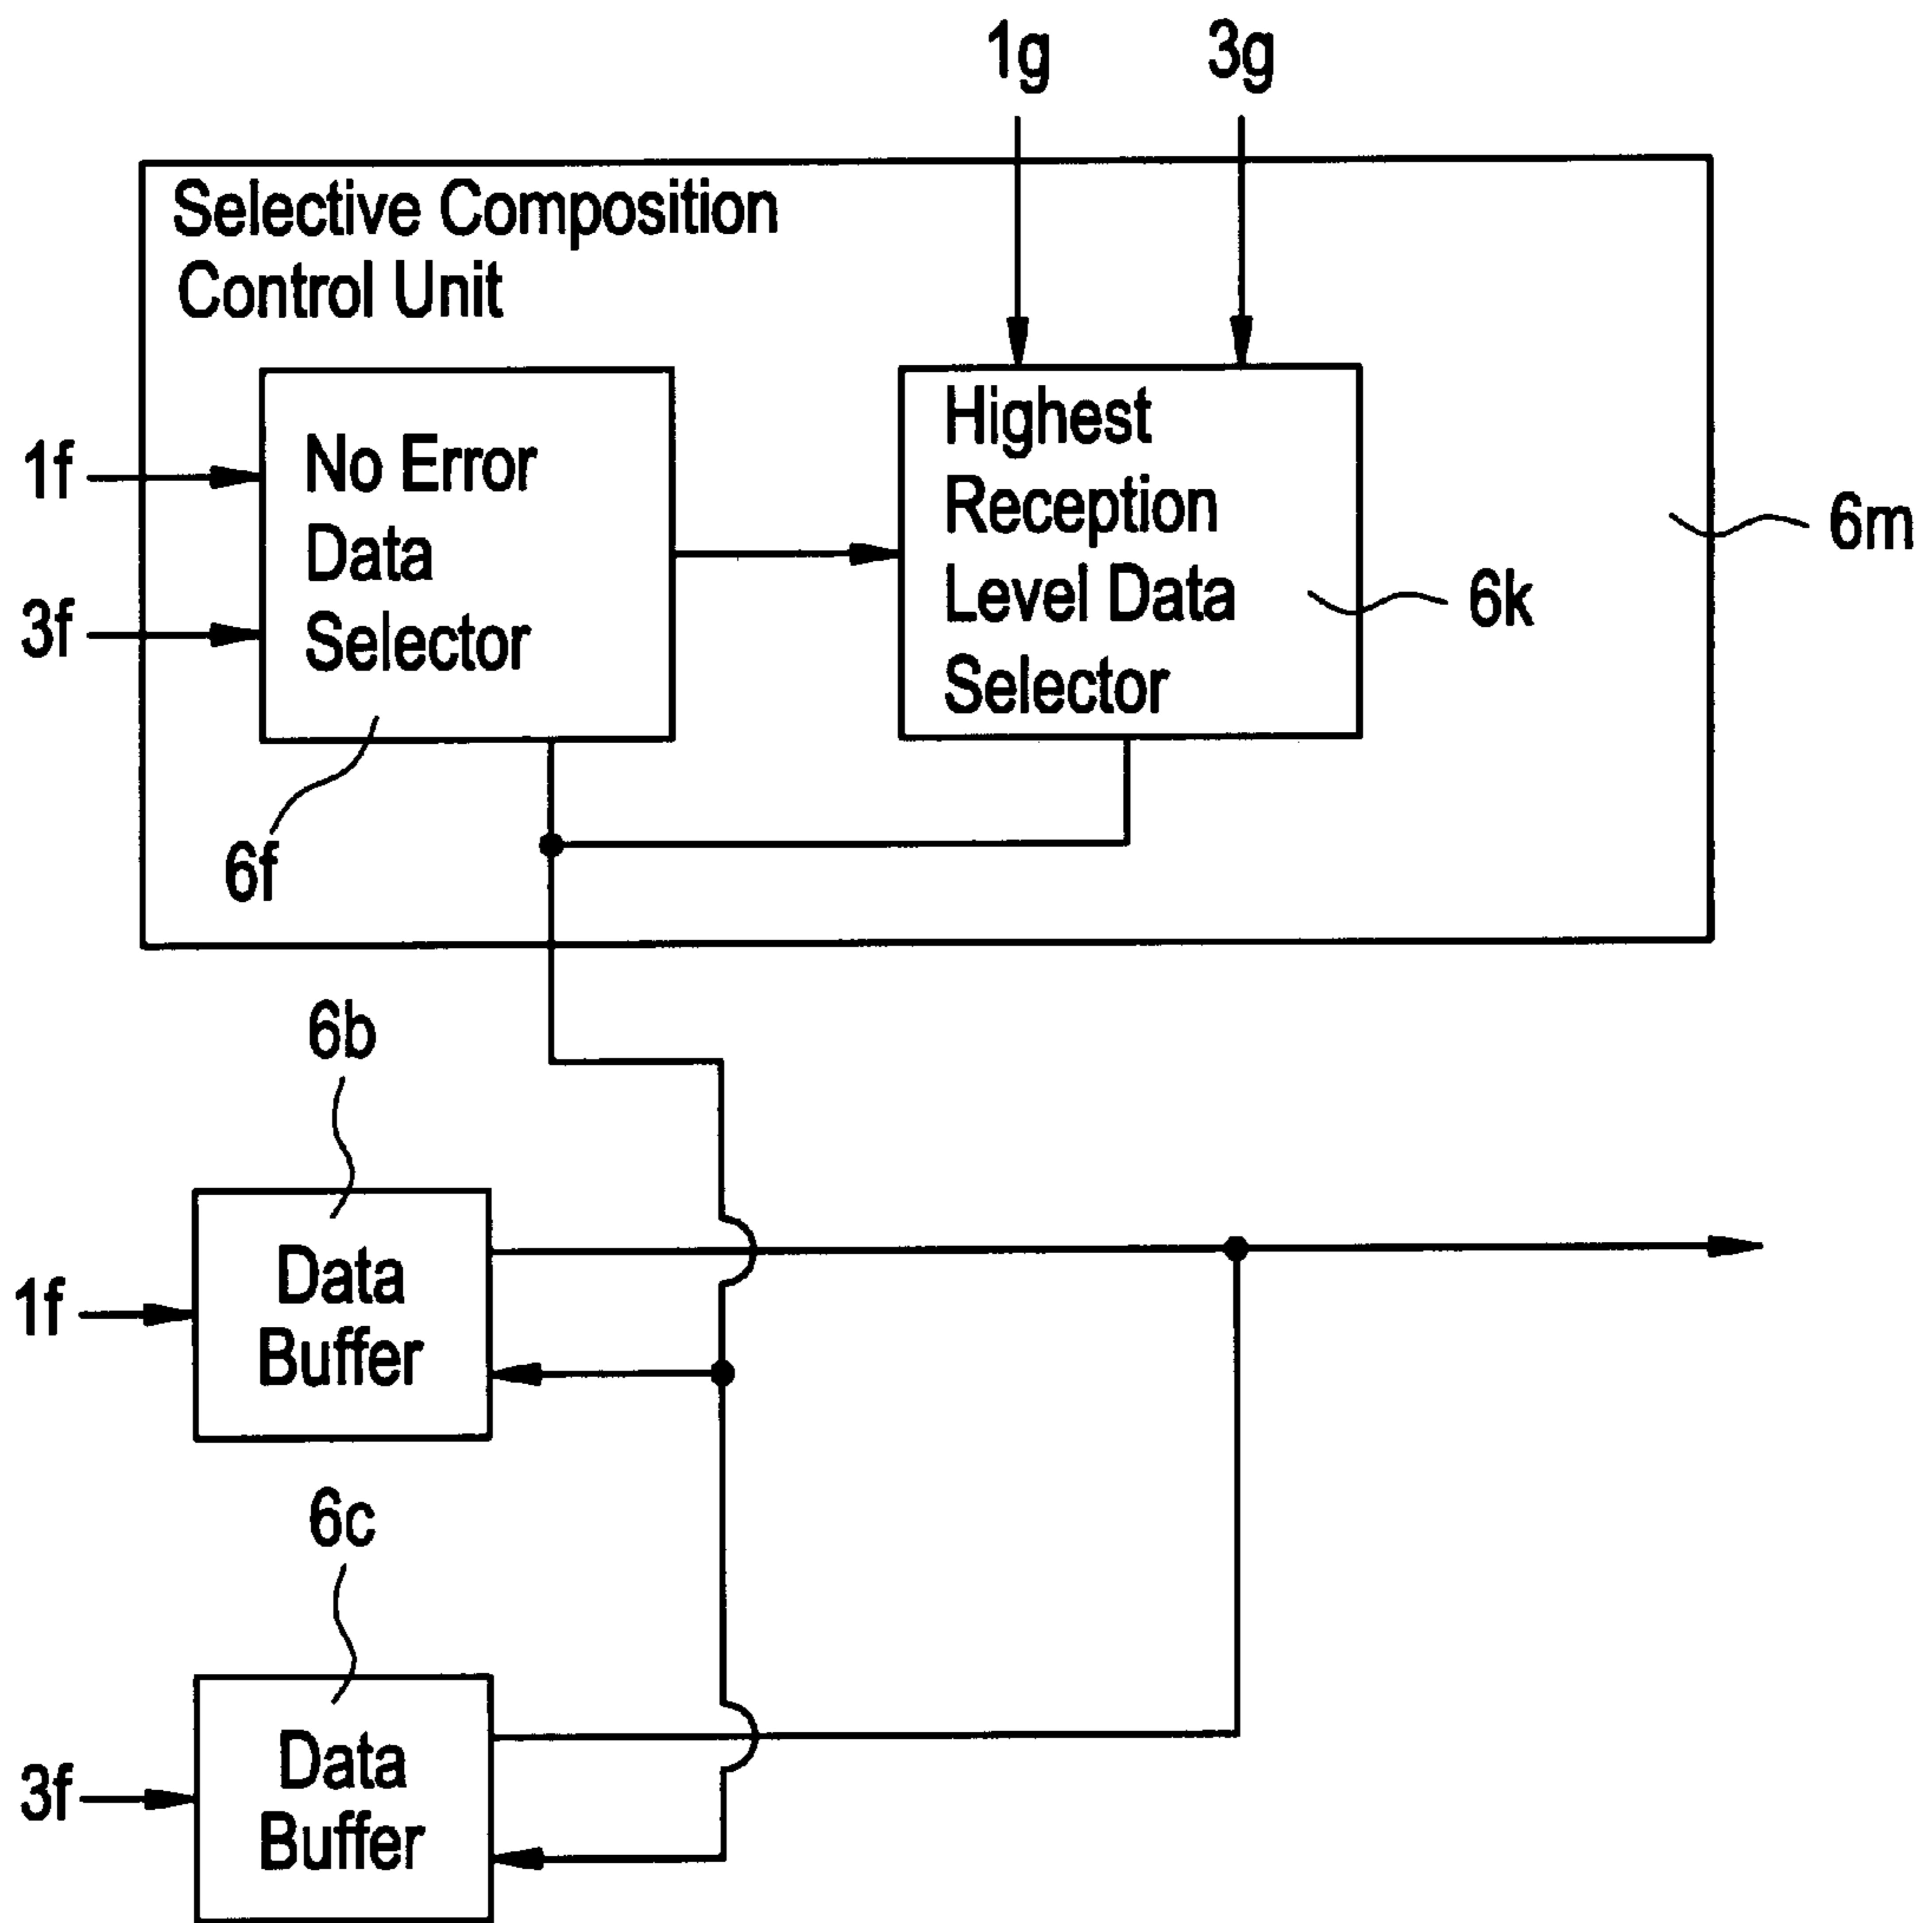 1g
3g
Selective Composition
Control Unit
1f
3f
No Error
Data
Selector
Highest
Reception
Level Data
Selector
6m
6k
6f
6b
1f
Data
Buffer
6c
3f
Data
Buffer